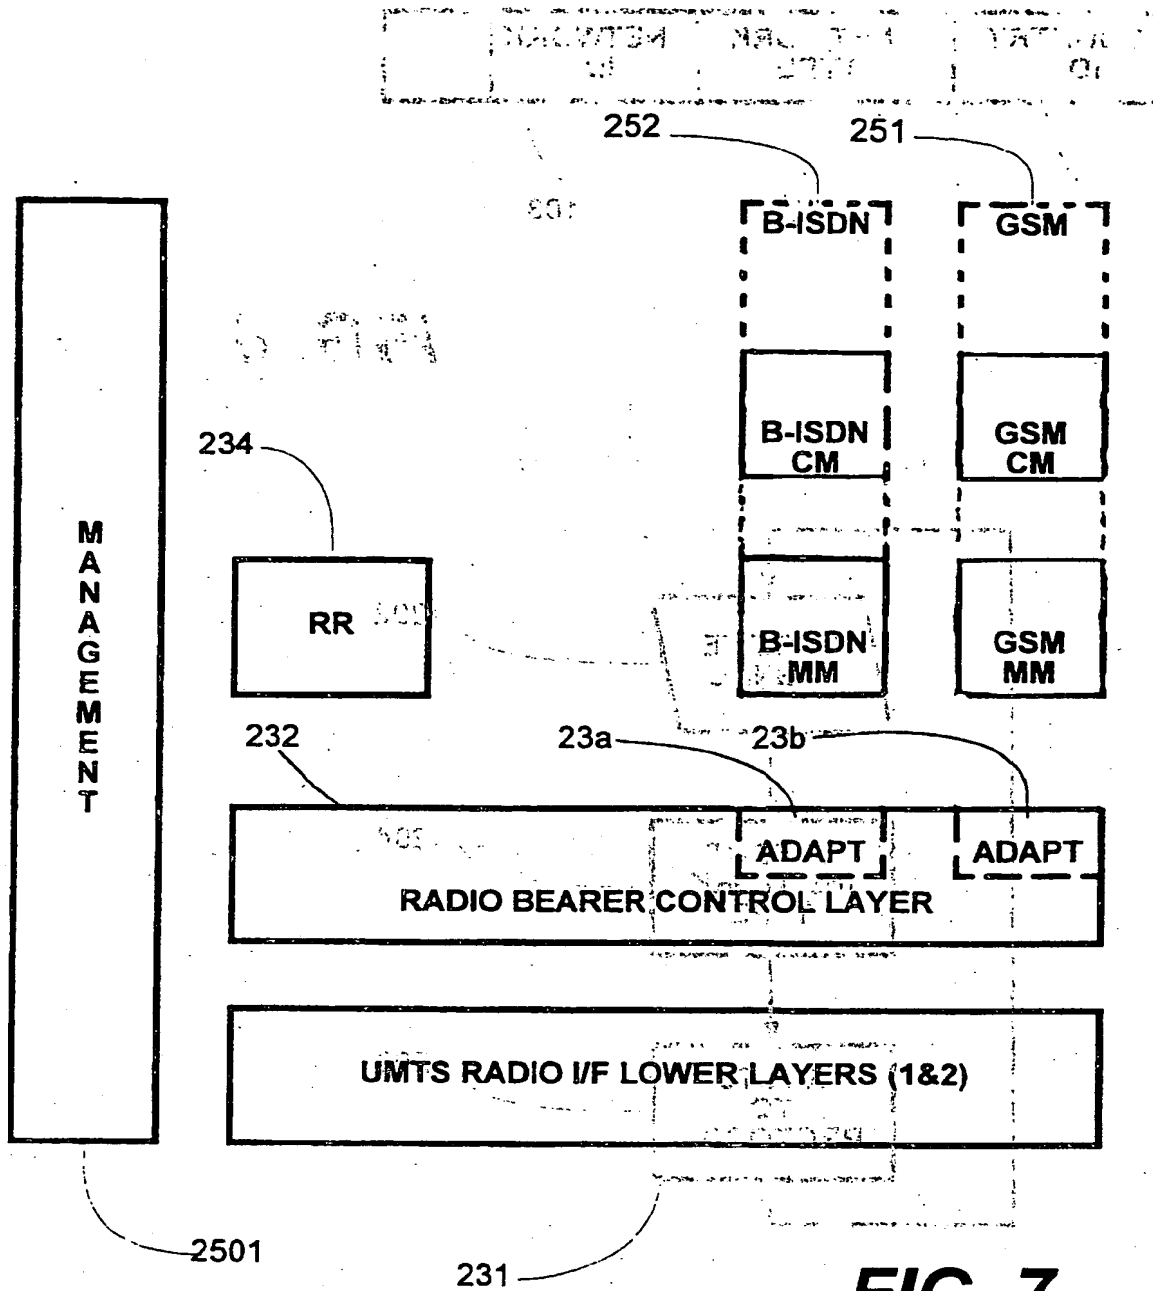 252
251
B-ISDN
GSM
B-ISDN
CM
GSM
CM
234
MANAGEMENT
RR
B-ISDN
MM
GSM
MM
232
23a
23b
ADAPT
ADAPT
RADIO BEARER CONTROL LAYER
UMTS RADIO I/F LOWER LAYERS (1&2)
2501
231
FIG. 7